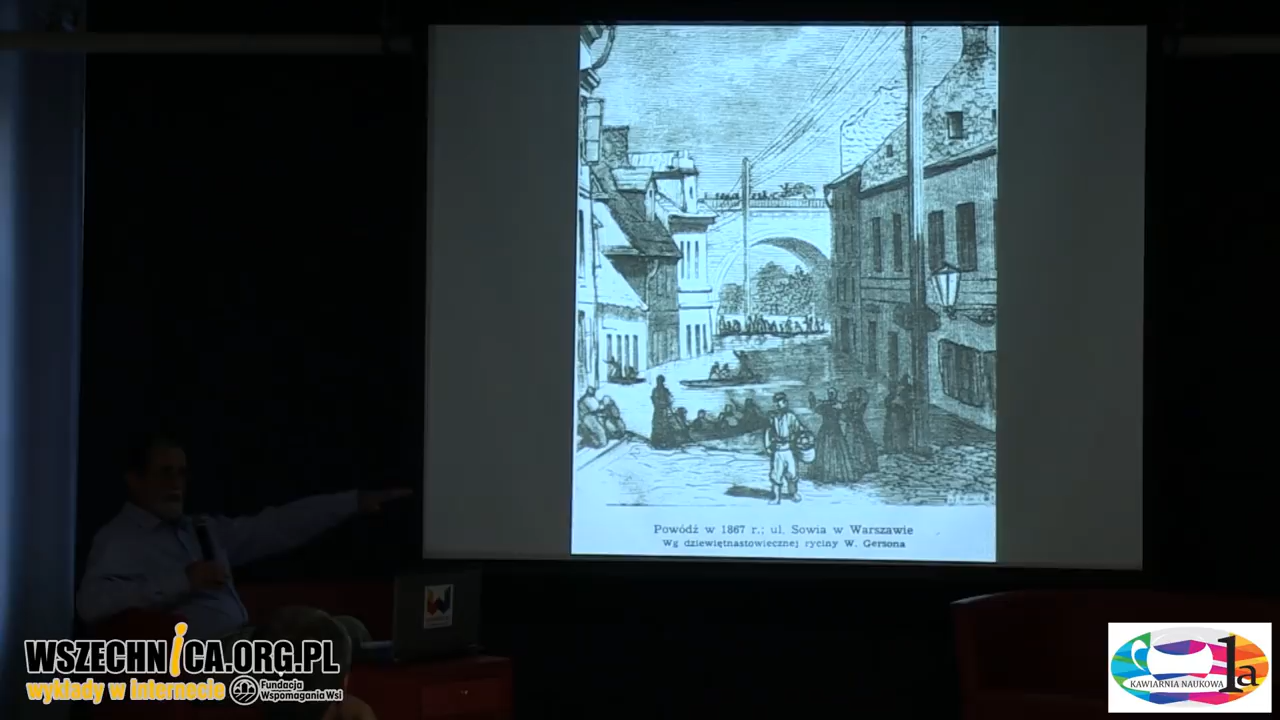 Powódź w 1867 r.; ul. Sowia w Warszawie
Wg dziewiętnastowiecznej ryciny W. Gersona
WSZECHNICA.ORG.PL
wykłady w internecie
Fundacja
Wspomagania Wsi
KAWIARNIA NAUKOWA
1a